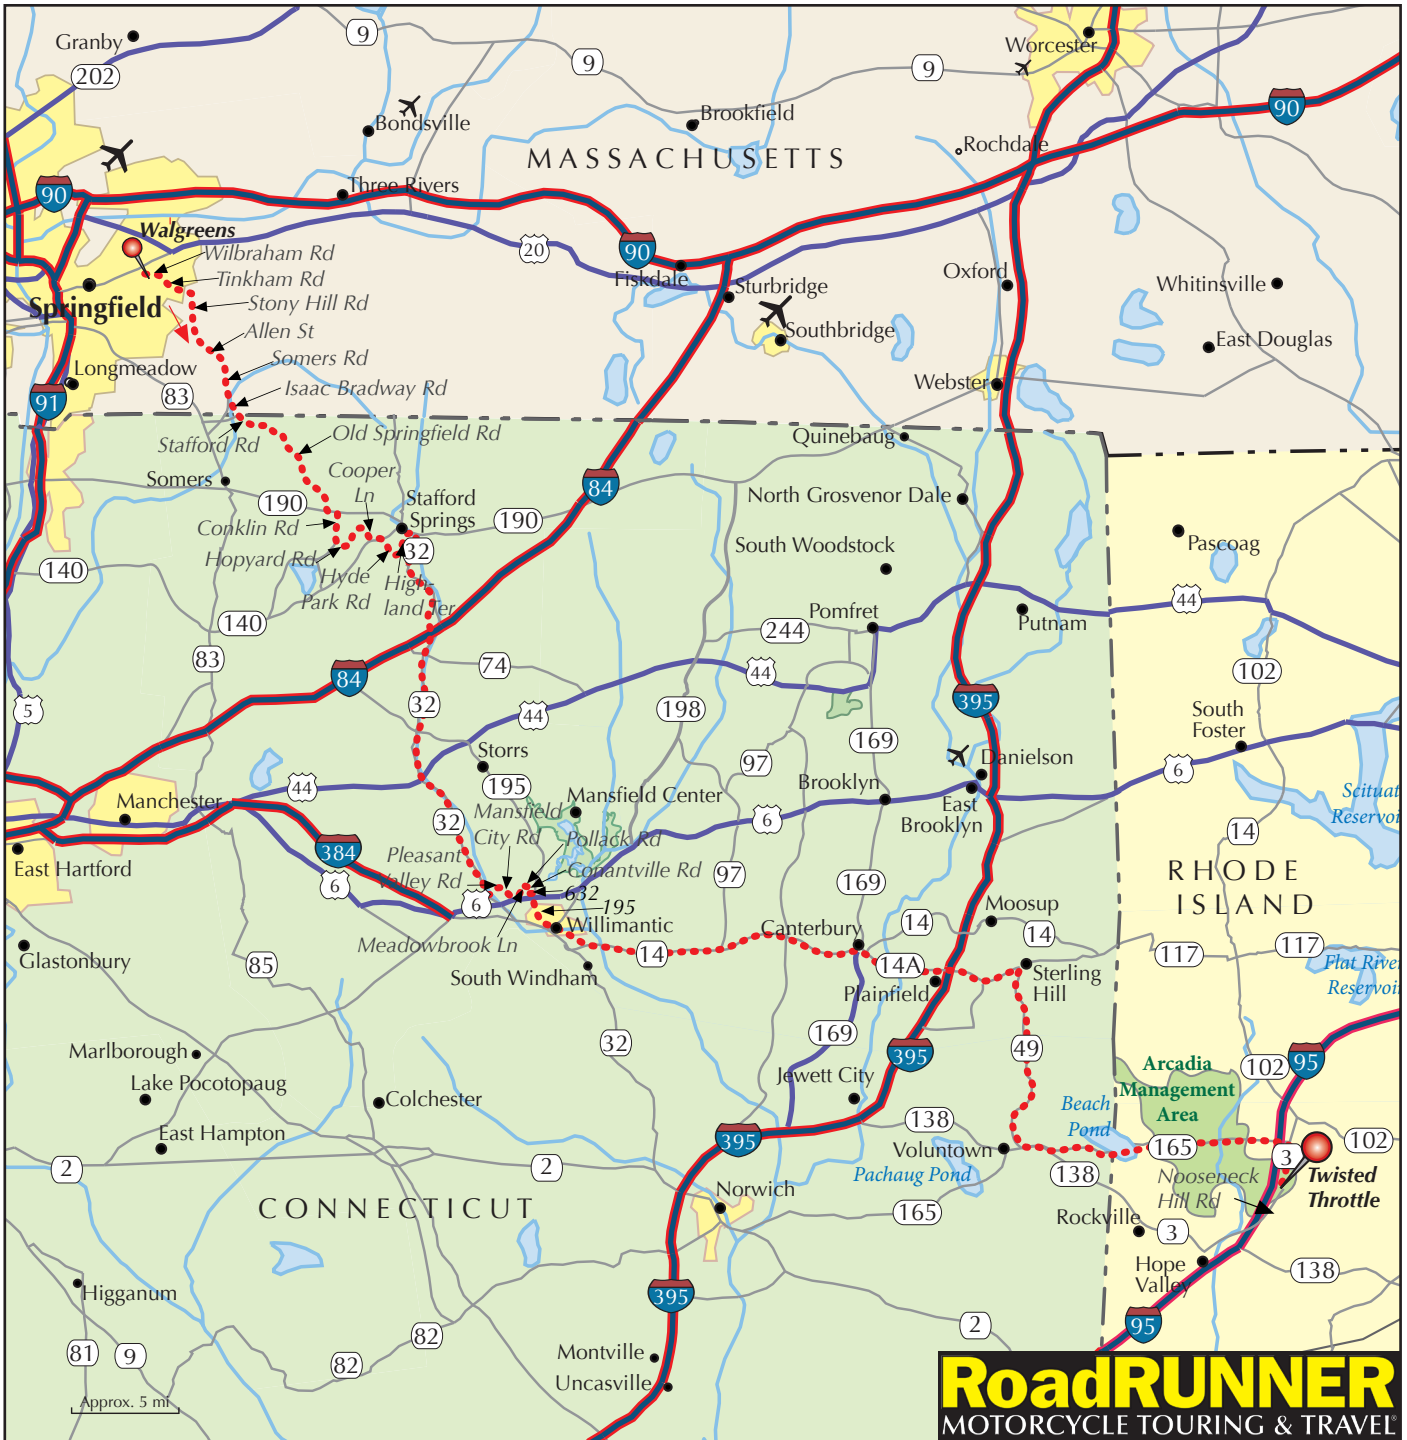 Granby
9
9
9
Worcester
202
Brookfield
90
Bondsville
MASSACHUSETTS
Rochdale
90
Three Rivers
Walgreens
20
90
Wilbraham Rd
Tinkham Rd
Fiskdale
Oxford
Whitinsville
Springfield
Stony Hill Rd
Sturbridge
Allen St
Southbridge
East Douglas
Somers Rd
Longmeadow
83
Isaac Bradway Rd
Webster
91
Stafford Rd
Old Springfield Rd
Quinebaug
Somers
Cooper
Ln
84
190
Stafford
Springs
190
North Grosvenor Dale
Conklin Rd
Pascoag
Hopyard Rd
32
South Woodstock
140
Hyde
Park Rd
High-
land Ter
44
140
Pomfret
Putnam
244
83
74
44
102
84
395
5
32
44
198
South
Foster
169
Storrs
97
Danielson
6
44
195
Brooklyn
Scituat
Reservoi
Manchester
Mansfield Center
East
Brooklyn
32
Mansfield
City Rd
6
14
384
Pollack Rd
East Hartford
Pleasant
Valley Rd
Conantville Rd
97
169
RHODE
ISLAND
6
6
632
195
Moosup
Willimantic
Canterbury
14
14
Meadowbrook Ln
117
117
Glastonbury
85
14
14A
Sterling
Hill
Flat Rive
Reservoi
South Windham
Plainfield
32
169
49
Marlborough
395
Arcadia
Management
Area
102
95
Lake Pocotopaug
Jewett City
Colchester
Beach
Pond
East Hampton
395
138
165
102
2
2
Voluntown
3
Pachaug Pond
138
Nooseneck
Hill Rd
Twisted
Throttle
Norwich
CONNECTICUT
165
Rockville
3
Hope
Valley
138
Higganum
395
95
82
2
81
9
82
Montville
Uncasville
Approx. 5 mi
RoadRUNNER
MOTORCYCLE TOURING & TRAVEL®